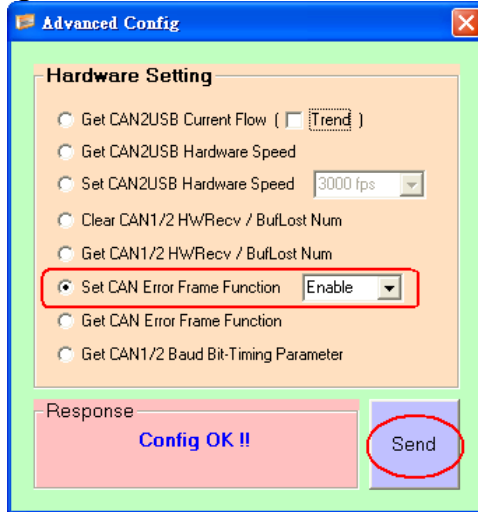 Advanced Config
Hardware Setting
Get CAN2USB Current Flow ( Trend )
Get CAN2USB Hardware Speed
Set CAN2USB Hardware Speed 3000 fps
Clear CAN1/2 HWRecv / BufLost Num
Get CAN1/2 HWRecv / BufLost Num
Set CAN Error Frame Function Enable
Get CAN Error Frame Function
Get CAN1/2 Baud Bit-Timing Parameter
Response
Config OK !!
Send